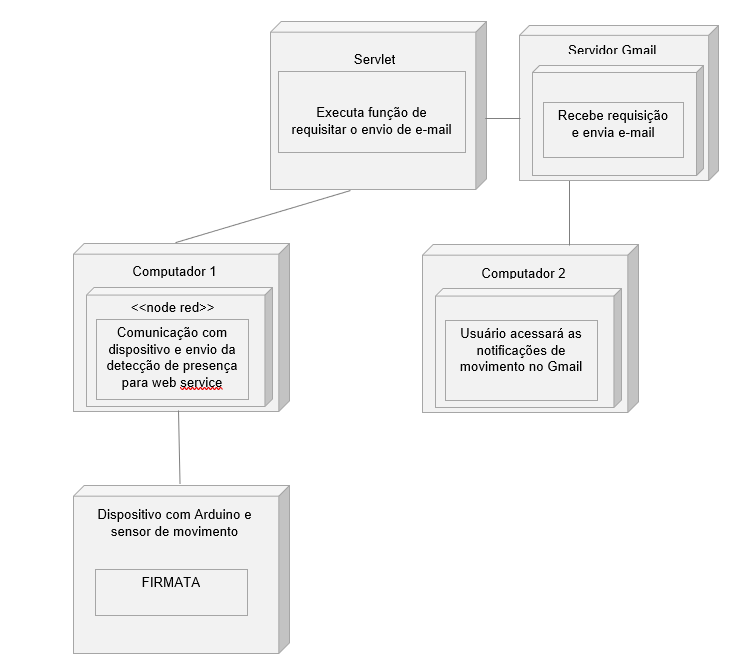 Servlet
Executa função de
requisitar o envio de e-mail
Servidor Gmail
Recebe requisição
e envia e-mail
Computador 1
<<node red>>
Comunicação com
dispositivo e envio da
detecção de presença
para web service
Computador 2
Usuário acessará as
notificações de
movimento no Gmail
Dispositivo com Arduino e
sensor de movimento
FIRMATA